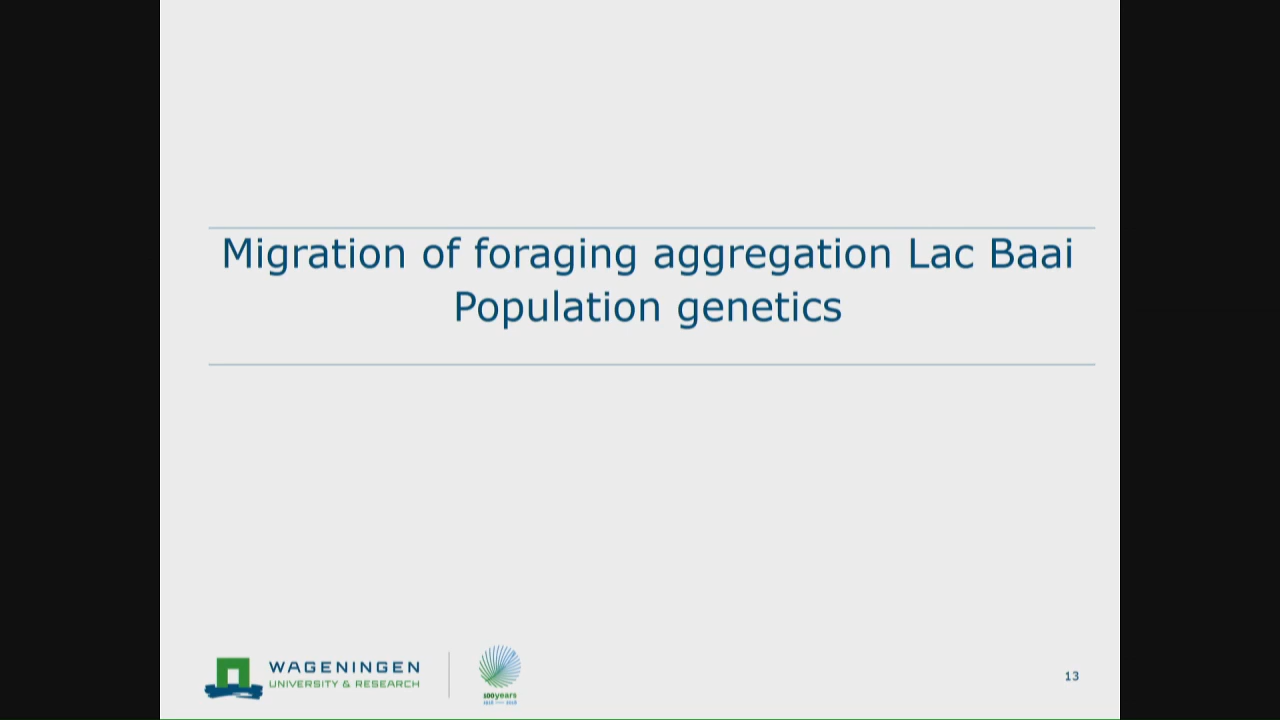 Migration of foraging aggregation Lac Baai
Population genetics
WAGENINGEN
UNIVERSITY & RESEARCH
100years
13